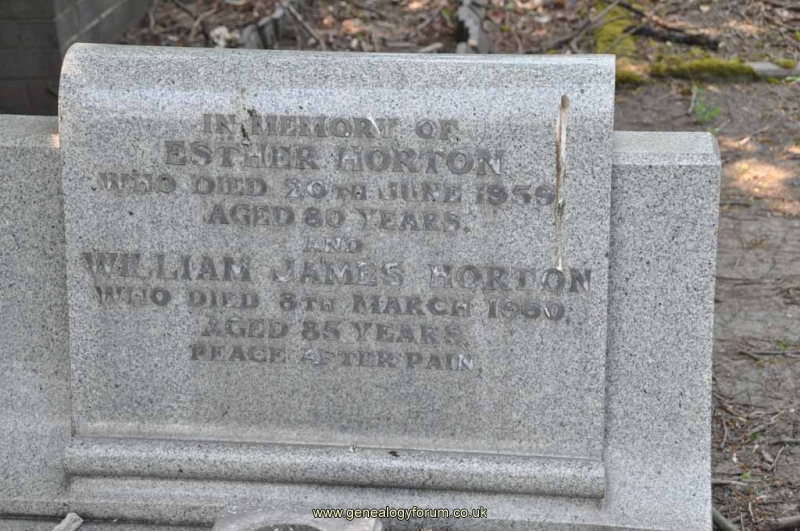 IN MEMORY OF
ESTHER HORTON
WHO DIED 20TH JUNE 1959
AGED 80 YEARS.
AND
WILLIAM JAMES HORTON
WHO DIED 8TH MARCH 1960.
AGED 85 YEARS.
PEACE AFTER PAIN.
www.genealogyforum.co.uk